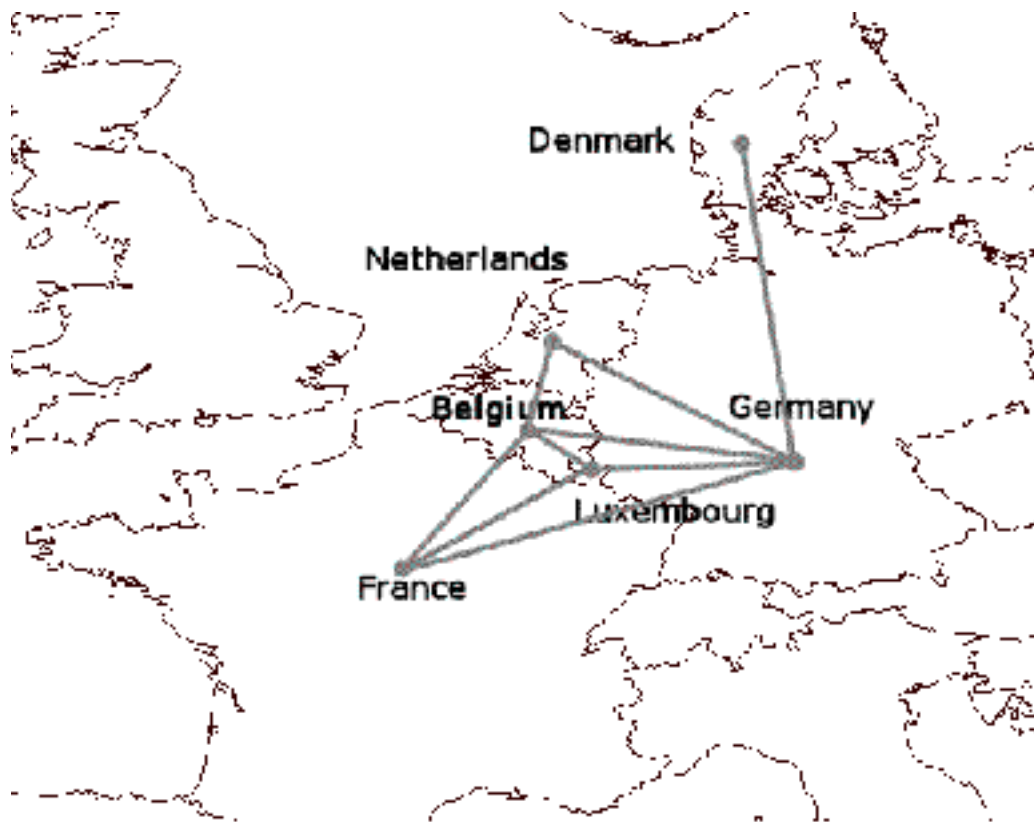 Denmark
Netherlands
Belgium
Germany
Luxembourg
France